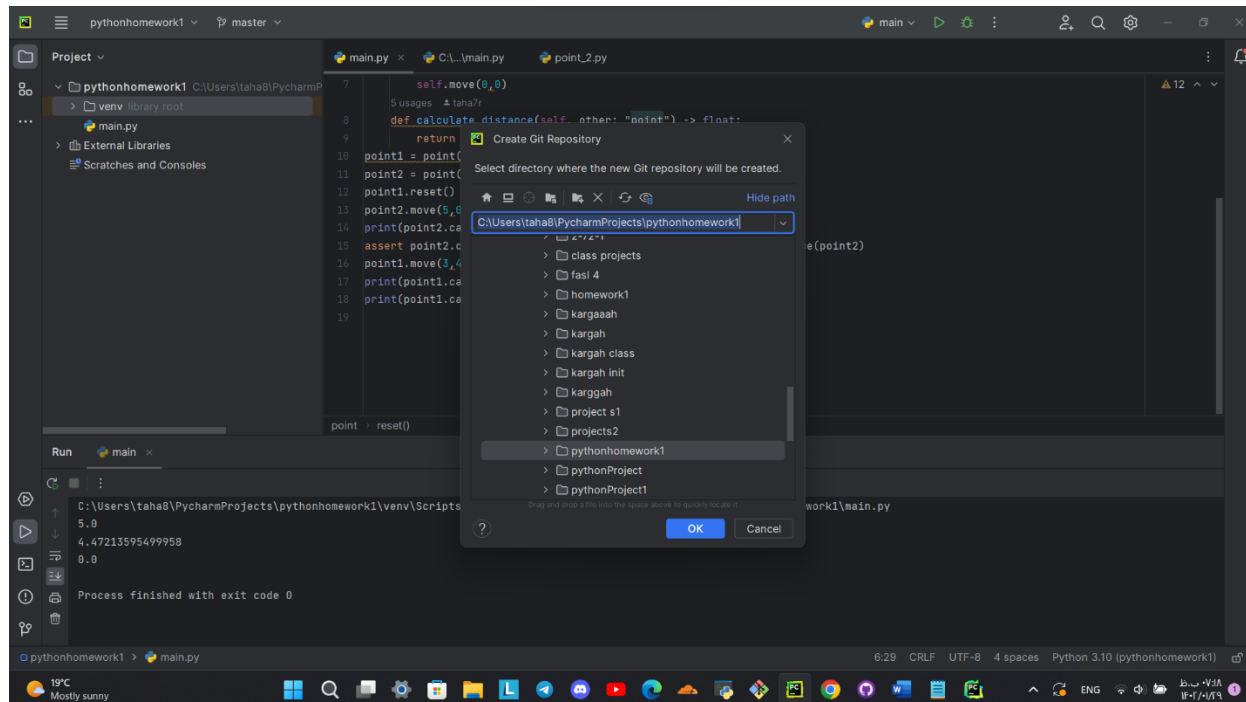 pythonhomework1 master main
Project
main.py C:\...\main.py point_2.py
pythonhomework1 C:\Users\taha8\PycharmP
venv library root
main.py
External Libraries
Scratches and Consoles
7 self.move(0,0)
5 usages taha7r
8 def calculate_distance(self, other: "point") -> float:
9 return
10 point1 = point(
11 point2 = point(
12 point1.reset()
13 point2.move(5,0
14 print(point2.ca
15 assert point2.c e(point2)
16 point1.move(3,4
17 print(point1.ca
18 print(point1.ca
19
12
point > reset()
Create Git Repository
Select directory where the new Git repository will be created.
Hide path
C:\Users\taha8\PycharmProjects\pythonhomework1
class projects
fasl 4
homework1
kargaaah
kargah
kargah class
kargah init
karggah
project s1
projects2
pythonhomework1
pythonProject
pythonProject1
Drag and drop a file into the space above to quickly locate it
? OK Cancel
Run main
C:\Users\taha8\PycharmProjects\pythonhomework1\venv\Scripts work1\main.py
5.0
4.47213595499958
0.0
Process finished with exit code 0
pythonhomework1 > main.py
6:29 CRLF UTF-8 4 spaces Python 3.10 (pythonhomework1)
19°C
Mostly sunny
ENG
۰۷:۱۸ ب.ظ
۱۴۰۲/۰۱/۲۹
1